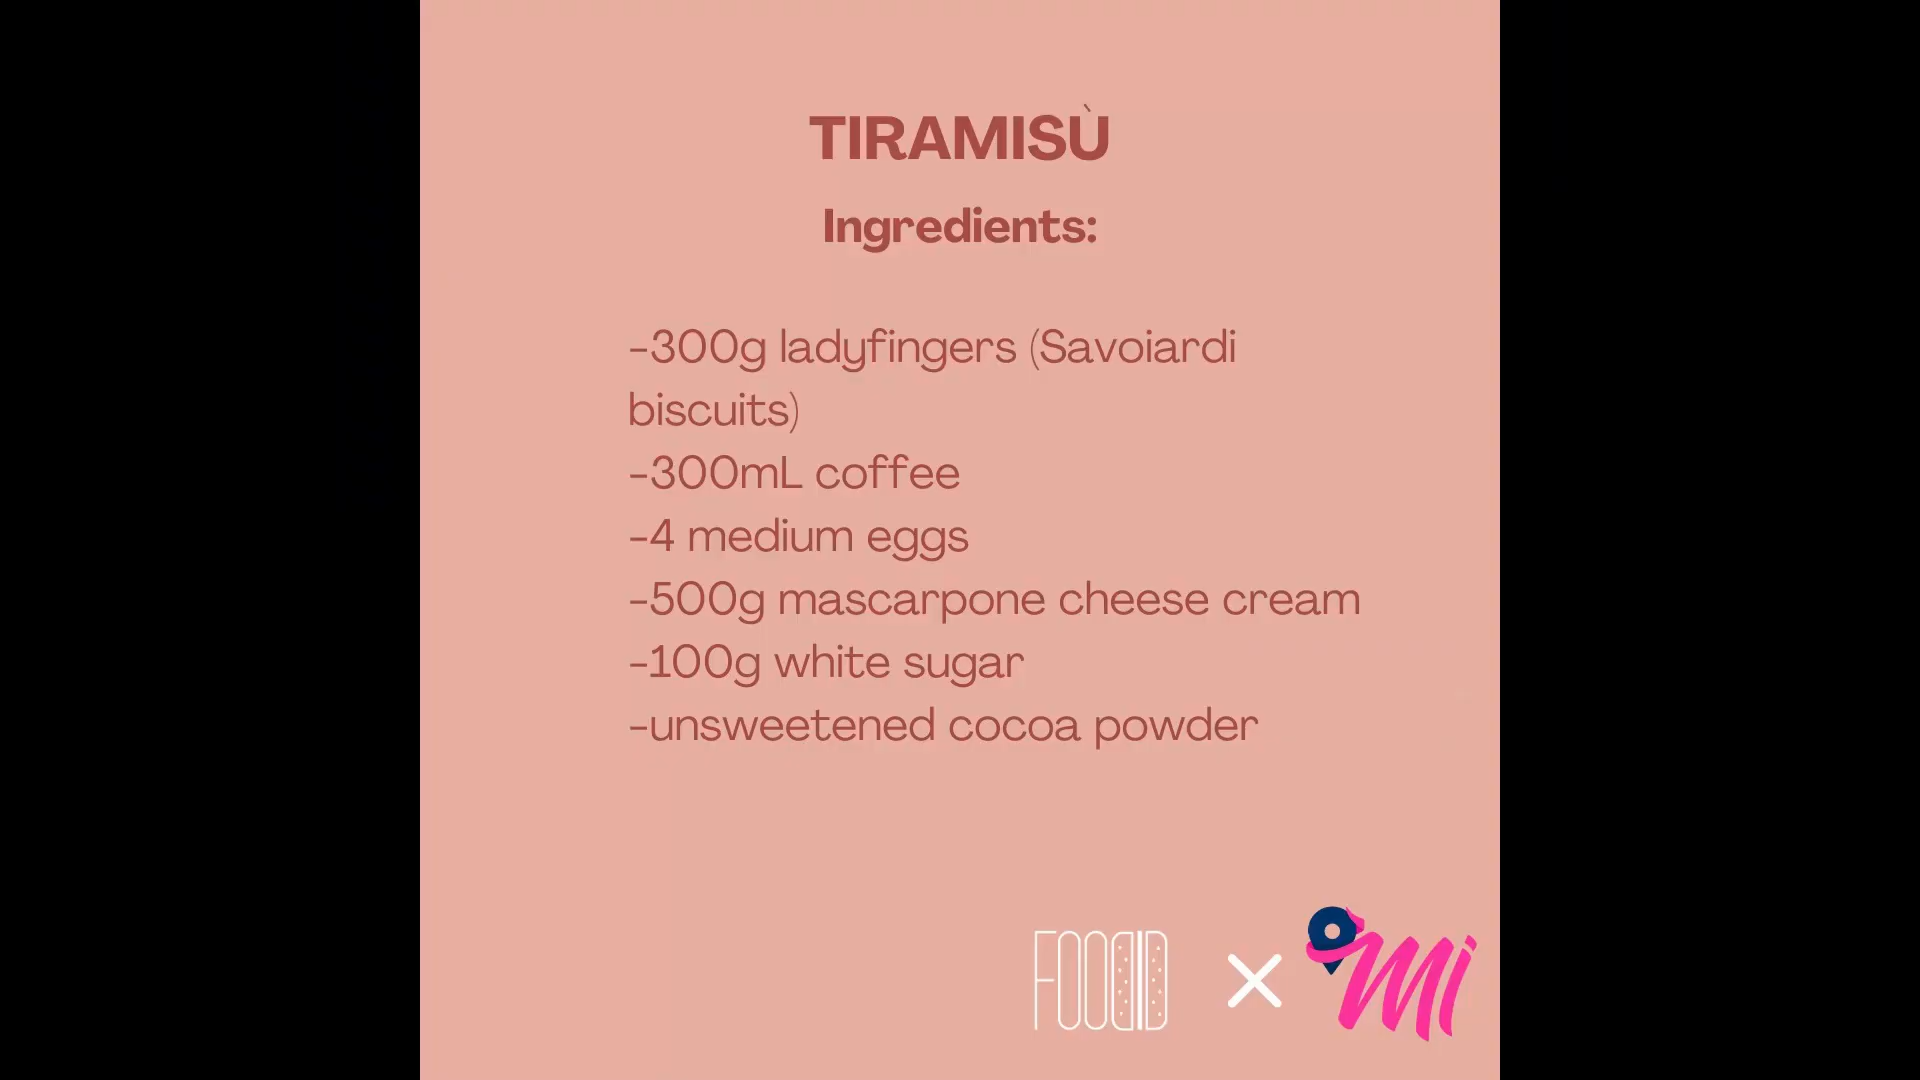 TIRAMISÙ
Ingredients:
-300g ladyfingers (Savoiardi
biscuits)
-300mL coffee
-4 medium eggs
-500g mascarpone cheese cream
-100g white sugar
-unsweetened cocoa powder
FOOD × Mi